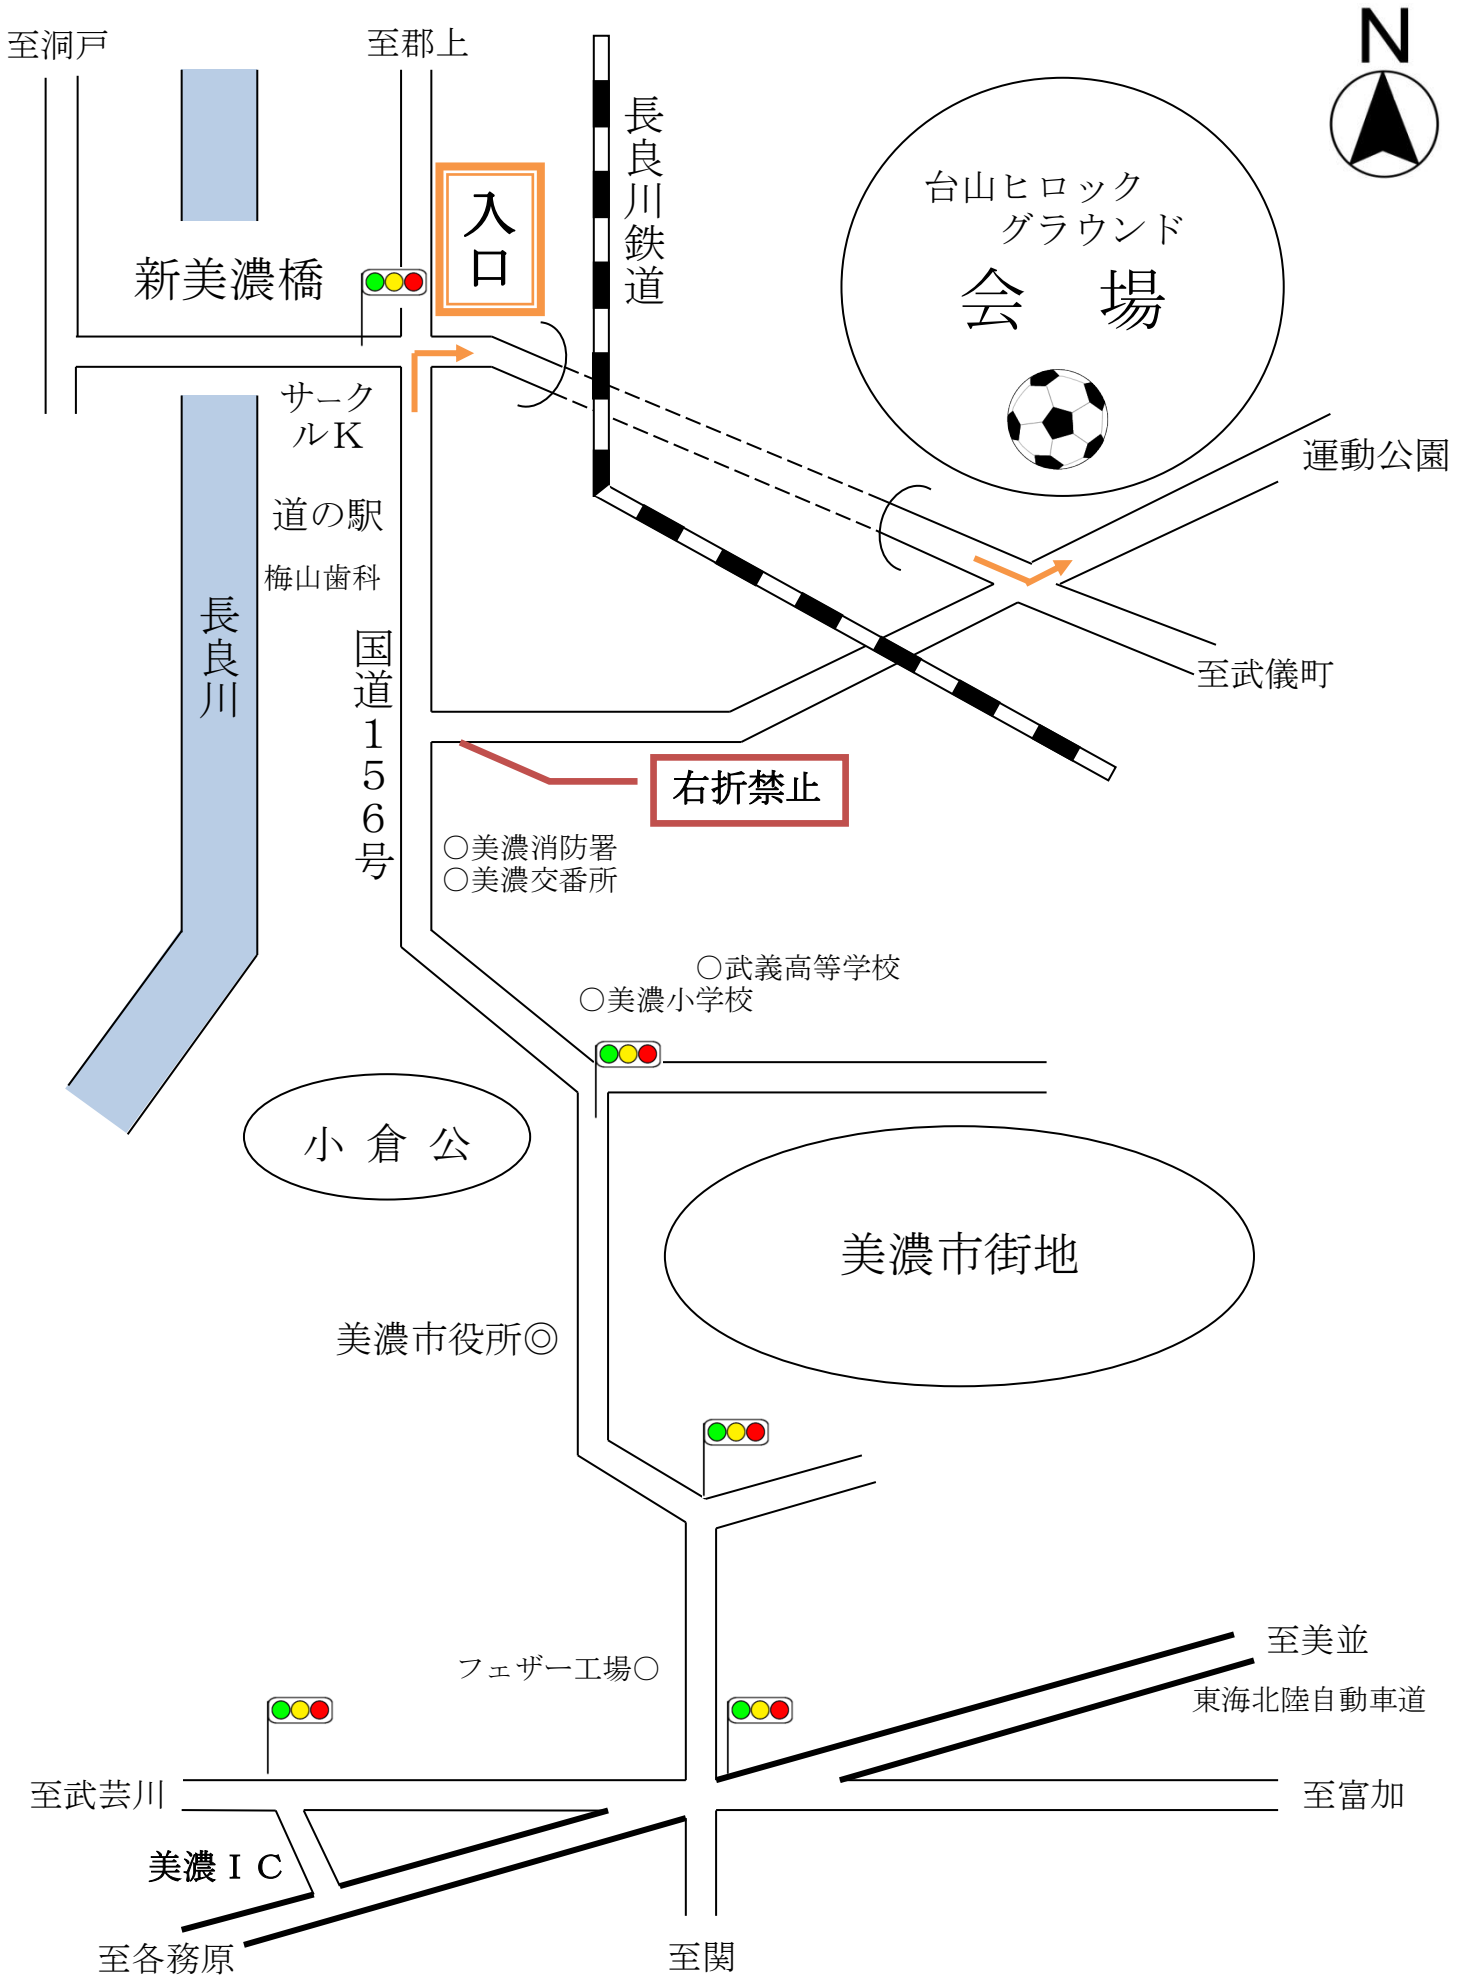 至洞戸
至郡上
N
長良川鉄道
入口
台山ヒロック
グラウンド
新美濃橋
会 場
サーク
ルK
運動公園
道の駅
梅山歯科
長良川
国道156号
至武儀町
右折禁止
○美濃消防署
○美濃交番所
○武義高等学校
○美濃小学校
小 倉 公
美濃市街地
美濃市役所◎
至美並
フェザー工場○
東海北陸自動車道
至武芸川
至富加
美濃IC
至各務原
至関